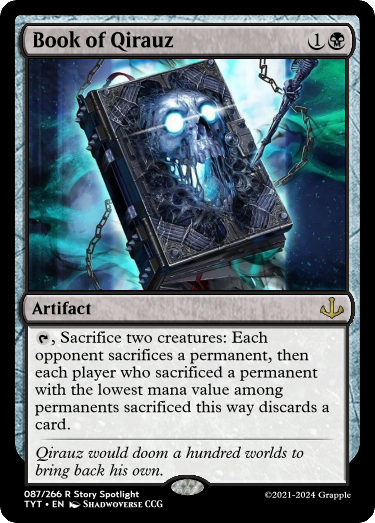 Book of Qirauz 1
Artifact
, Sacrifice two creatures: Each
opponent sacrifices a permanent, then
each player who sacrificed a permanent
with the lowest mana value among
permanents sacrificed this way discards a
card.
Qirauz would doom a hundred worlds to
bring back his own.
087/266 R Story Spotlight
TYT • EN Shadowverse CCG
©2021-2024 Grapple